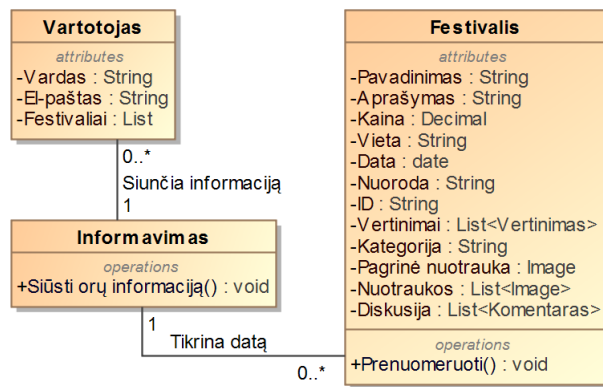 Vartotojas
attributes
-Vardas : String
-El-paštas : String
-Festivaliai : List
0..*
Siunčia informaciją
1
Informavimas
operations
+Siūsti orų informaciją() : void
1
Tikrina datą
0..*
Festivalis
attributes
-Pavadinimas : String
-Aprašymas : String
-Kaina : Decimal
-Vieta : String
-Data : date
-Nuoroda : String
-ID : String
-Vertinimai : List<Vertinimas>
-Kategorija : String
-Pagrinė nuotrauka : Image
-Nuotraukos : List<Image>
-Diskusija : List<Komentaras>
operations
+Prenuomeruoti() : void